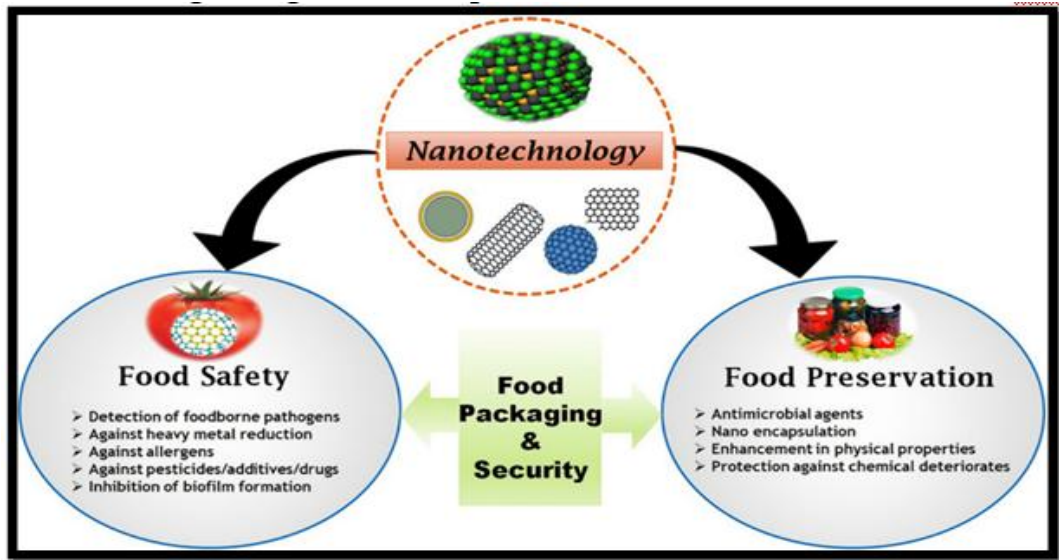 Nanotechnology
Food Safety
➢ Detection of foodborne pathogens
➢ Against heavy metal reduction
➢ Against allergens
➢ Against pesticides/additives/drugs
➢ Inhibition of biofilm formation
Food
Packaging
&
Security
Food Preservation
➢ Antimicrobial agents
➢ Nano encapsulation
➢ Enhancement in physical properties
➢ Protection against chemical deteriorates